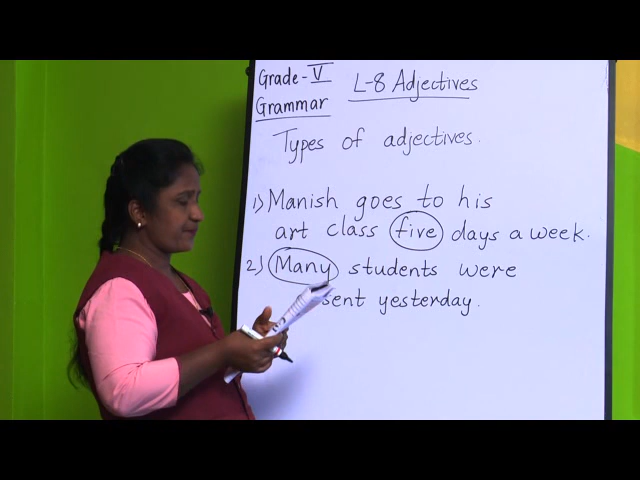 Grade - V
Grammar
L-8 Adjectives
Types of adjectives.
1) Manish goes to his
art class five days a week.
2) Many students were
yesterday.